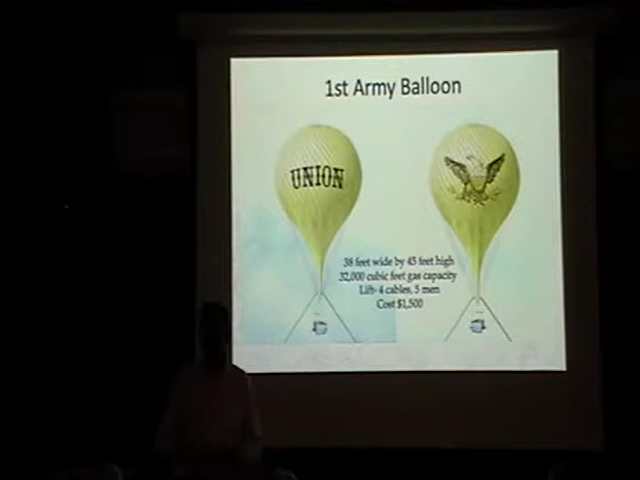 1st Army Balloon
UNION
38 feet wide by 45 feet high
32,000 cubic feet gas capacity
Lift- 4 cables, 5 men
Cost $1,500